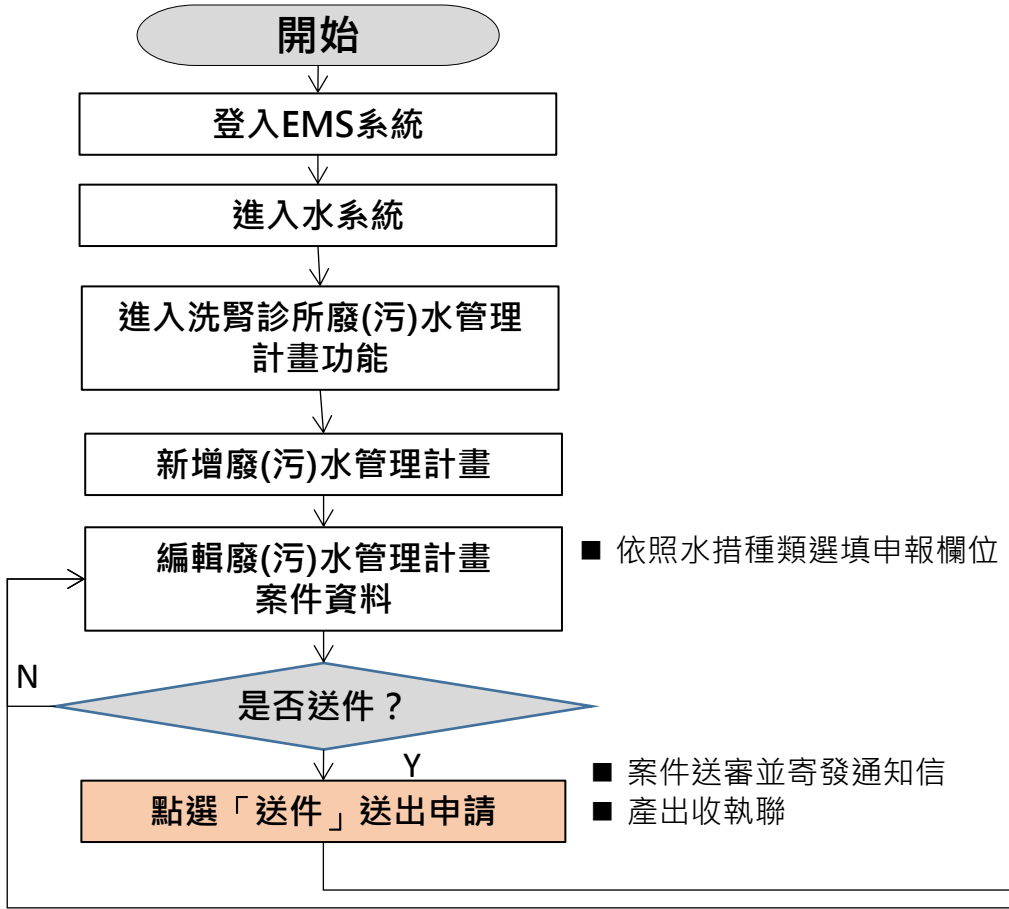 開始
登入EMS系統
進入水系統
進入洗腎診所廢(污)水管理
計畫功能
新增廢(污)水管理計畫
編輯廢(污)水管理計畫
案件資料
■ 依照水措種類選填申報欄位
N
是否送件？
Y
點選「送件」送出申請
■ 案件送審並寄發通知信
■ 產出收執聯